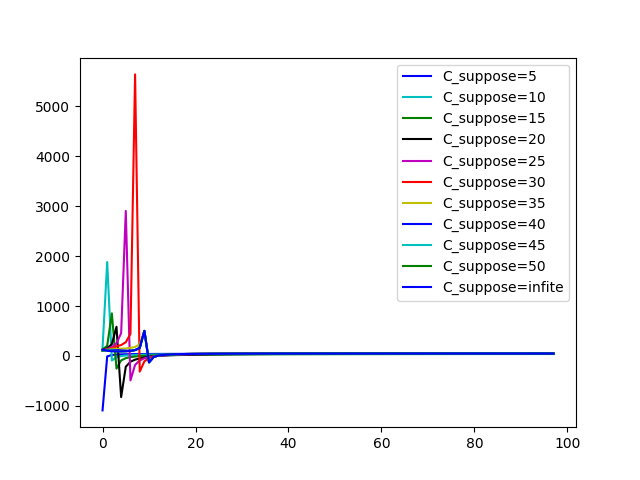 5000
4000
3000
2000
1000
0
−1000
0
20
40
60
80
100
C_suppose=5
C_suppose=10
C_suppose=15
C_suppose=20
C_suppose=25
C_suppose=30
C_suppose=35
C_suppose=40
C_suppose=45
C_suppose=50
C_suppose=infite